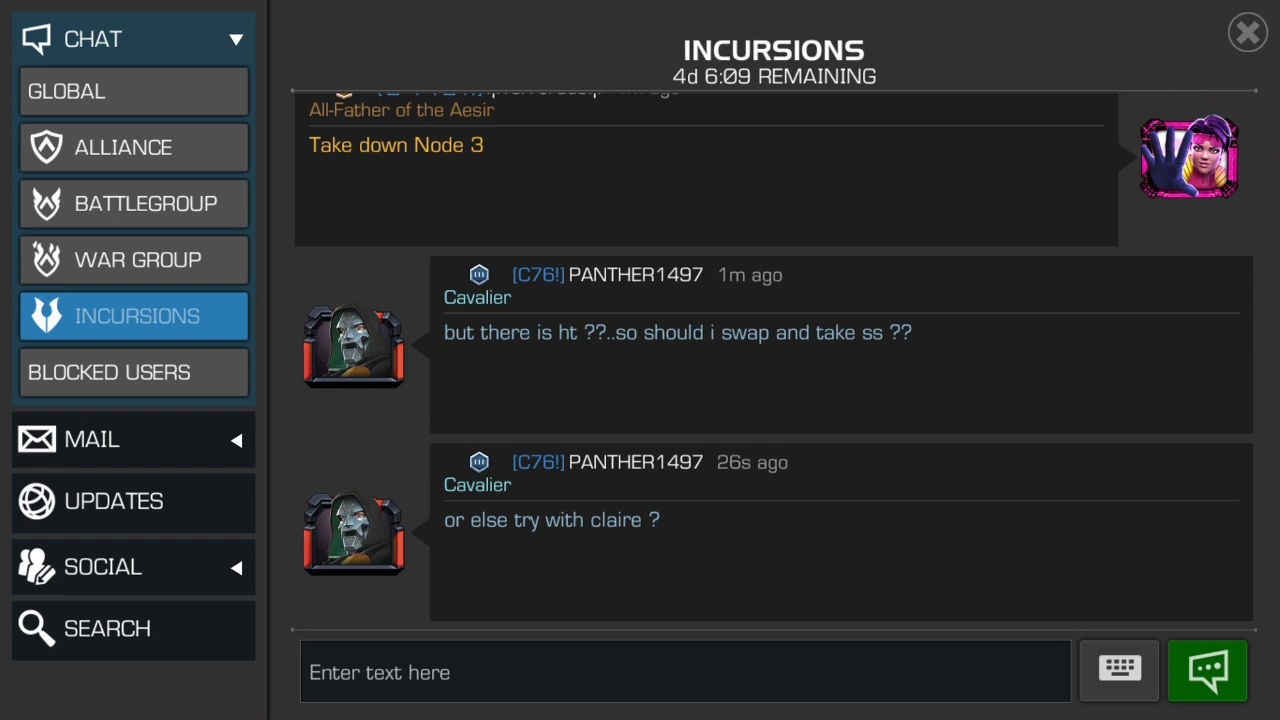 CHAT
GLOBAL
ALLIANCE
BATTLEGROUP
WAR GROUP
INCURSIONS
BLOCKED USERS
MAIL
UPDATES
SOCIAL
SEARCH
INCURSIONS
4d 6:09 REMAINING
All-Father of the Aesir
Take down Node 3
[C76!] PANTHER1497 1m ago
Cavalier
but there is ht ??..so should i swap and take ss ??
[C76!] PANTHER1497 26s ago
Cavalier
or else try with claire ?
Enter text here